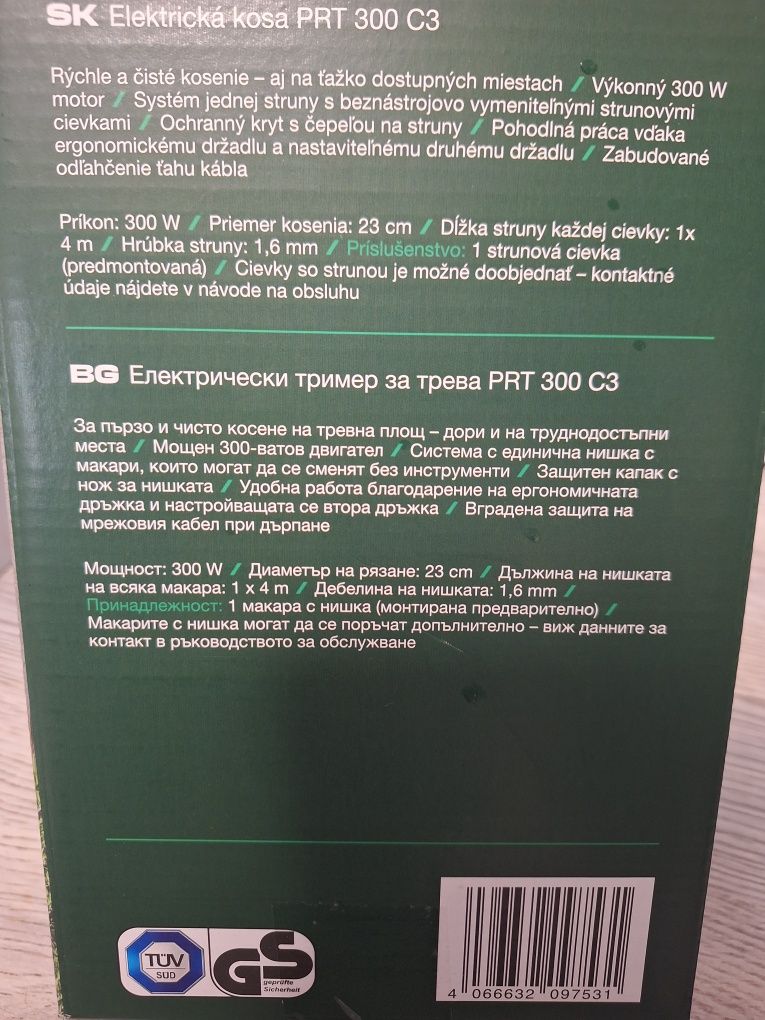 SK Elektrická kosa PRT 300 C3
Rýchle a čisté kosenie – aj na ťažko dostupných miestach / Výkonný 300 W
motor / Systém jednej struny s beznástrojovo vymeniteľnými strunovými
cievkami / Ochranný kryt s čepeľou na struny / Pohodlná práca vďaka
ergonomickému držadlu a nastaviteľnému druhému držadlu / Zabudované
odľahčenie ťahu kábla
Príkon: 300 W / Priemer kosenia: 23 cm / Dĺžka struny každej cievky: 1x
4 m / Hrúbka struny: 1,6 mm / Príslušenstvo: 1 strunová cievka
(predmontovaná) / Cievky so strunou je možné doobjednať – kontaktné
údaje nájdete v návode na obsluhu
BG Електрически тример за трева PRT 300 C3
За пързо и чисто косене на тревна площ – дори и на труднодостъпни
места / Мощен 300-ватов двигател / Система с единична нишка с
макари, които могат да се сменят без инструменти / Защитен капак с
нож за нишката / Удобна работа благодарение на ергономичната
дръжка и настройващата се втора дръжка / Вградена защита на
мрежовия кабел при дърпане
Мощност: 300 W / Диаметър на рязане: 23 cm / Дължина на нишката
на всяка макара: 1 x 4 m / Дебелина на нишката: 1,6 mm /
Принадлежност: 1 макара с нишка (монтирана предварително) /
Макарите с нишка могат да се поръчат допълнително – виж данните за
контакт в ръководството за обслужване
TÜV
SÜD
GS
geprüfte
Sicherheit
4 066632 097531